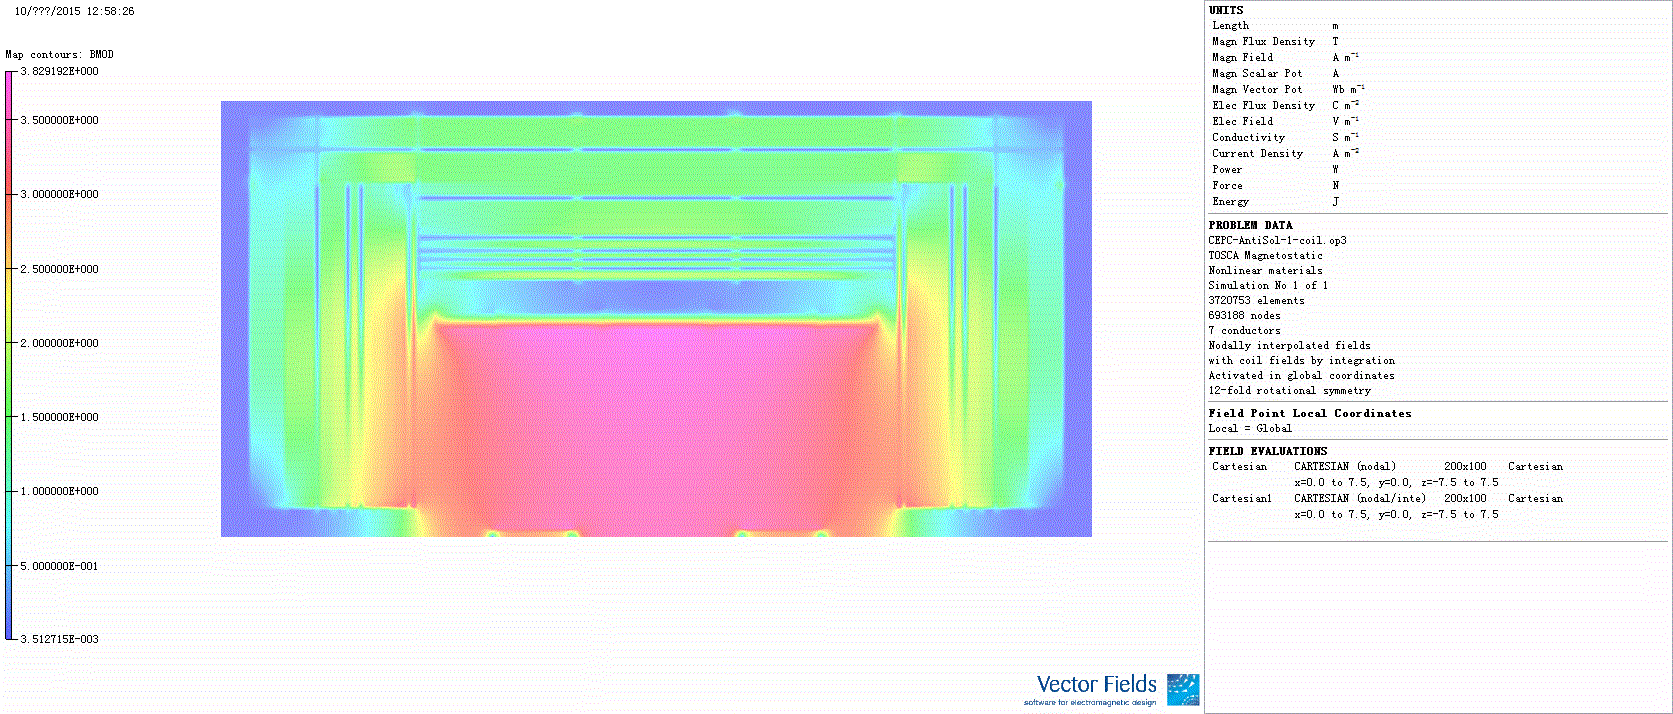 10/???/2015 12:58:26
Map contours: BMOD
3.829192E+000
3.500000E+000
3.000000E+000
2.500000E+000
2.000000E+000
1.500000E+000
1.000000E+000
5.000000E-001
3.512715E-003
Vector Fields
software for electromagnetic design
UNITS
Length m
Magn Flux Density T
Magn Field A m⁻¹
Magn Scalar Pot A
Magn Vector Pot Wb m⁻¹
Elec Flux Density C m⁻²
Elec Field V m⁻¹
Conductivity S m⁻¹
Current Density A m⁻²
Power W
Force N
Energy J
PROBLEM DATA
CEPC-AntiSol-1-coil.op3
TOSCA Magnetostatic
Nonlinear materials
Simulation No 1 of 1
3720753 elements
693188 nodes
7 conductors
Nodally interpolated fields
with coil fields by integration
Activated in global coordinates
12-fold rotational symmetry
Field Point Local Coordinates
Local = Global
FIELD EVALUATIONS
Cartesian CARTESIAN (nodal) 200x100 Cartesian
x=0.0 to 7.5, y=0.0, z=-7.5 to 7.5
Cartesian1 CARTESIAN (nodal/inte) 200x100 Cartesian
x=0.0 to 7.5, y=0.0, z=-7.5 to 7.5